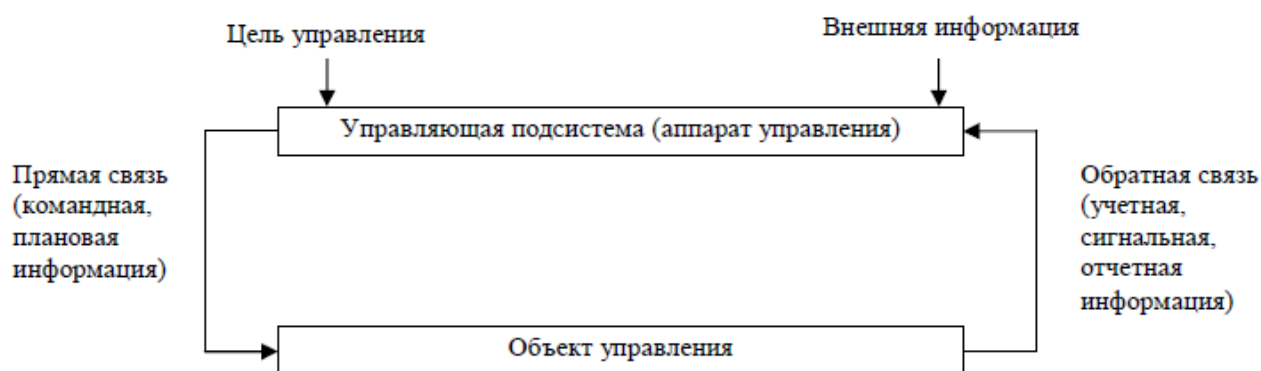 Цель управления
Внешняя информация
Управляющая подсистема (аппарат управления)
Прямая связь
(командная,
плановая
информация)
Обратная связь
(учетная,
сигнальная,
отчетная
информация)
Объект управления